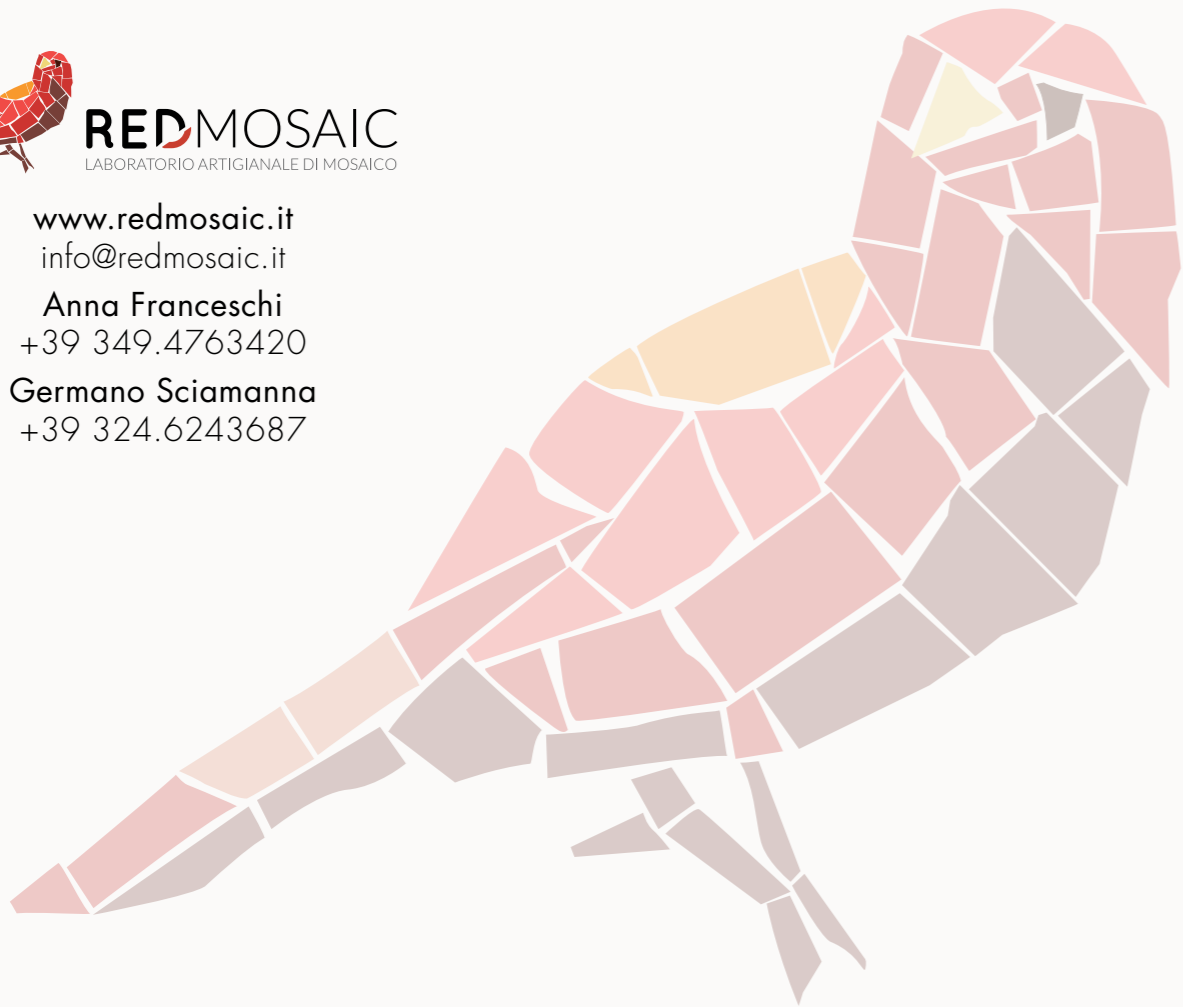 REDMOSAIC
LABORATORIO ARTIGIANALE DI MOSAICO
www.redmosaic.it
info@redmosaic.it
Anna Franceschi
+39 349.4763420
Germano Sciamanna
+39 324.6243687